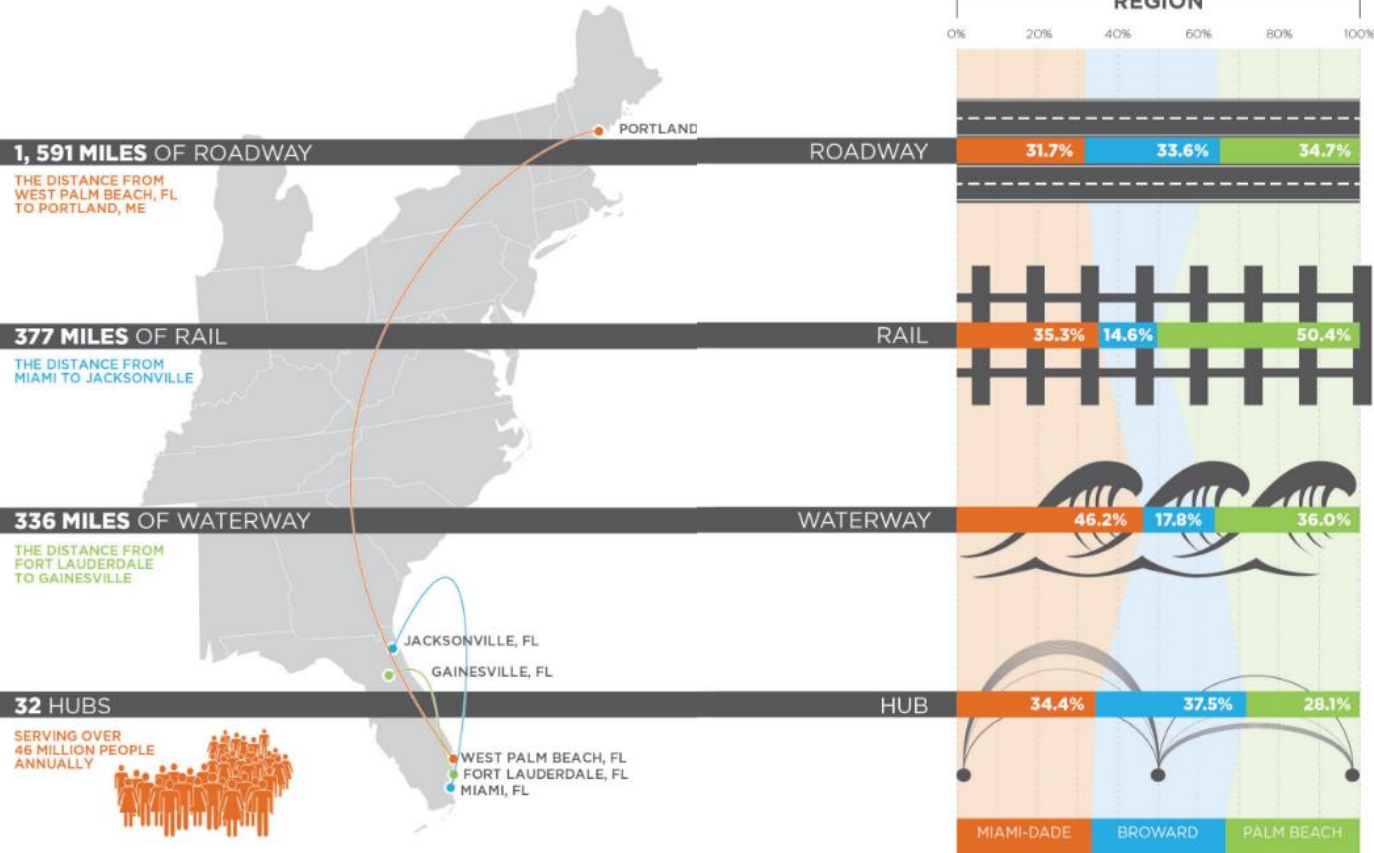 REGION
0% 20% 40% 60% 80% 100%
PORTLAND
1, 591 MILES OF ROADWAY
THE DISTANCE FROM
WEST PALM BEACH, FL
TO PORTLAND, ME
ROADWAY 31.7% 33.6% 34.7%
377 MILES OF RAIL
THE DISTANCE FROM
MIAMI TO JACKSONVILLE
RAIL 35.3% 14.6% 50.4%
336 MILES OF WATERWAY
THE DISTANCE FROM
FORT LAUDERDALE
TO GAINESVILLE
WATERWAY 46.2% 17.8% 36.0%
JACKSONVILLE, FL
GAINESVILLE, FL
32 HUBS
SERVING OVER
46 MILLION PEOPLE
ANNUALLY
HUB 34.4% 37.5% 28.1%
WEST PALM BEACH, FL
FORT LAUDERDALE, FL
MIAMI, FL
MIAMI-DADE BROWARD PALM BEACH